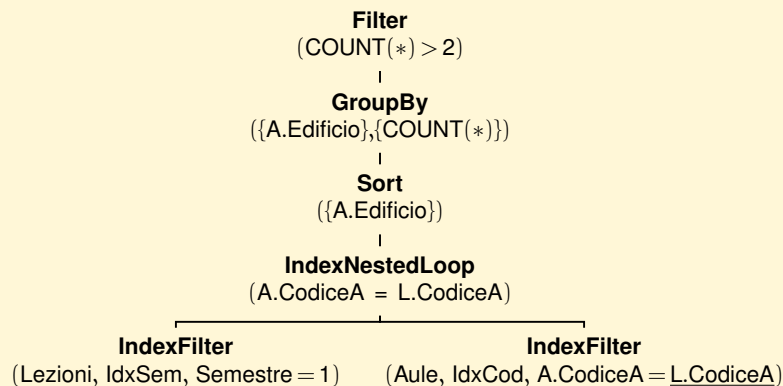 Filter
(COUNT(∗) > 2)
GroupBy
({A.Edificio},{COUNT(∗)})
Sort
({A.Edificio})
IndexNestedLoop
(A.CodiceA = L.CodiceA)
IndexFilter IndexFilter
(Lezioni, IdxSem, Semestre = 1) (Aule, IdxCod, A.CodiceA = L.CodiceA)